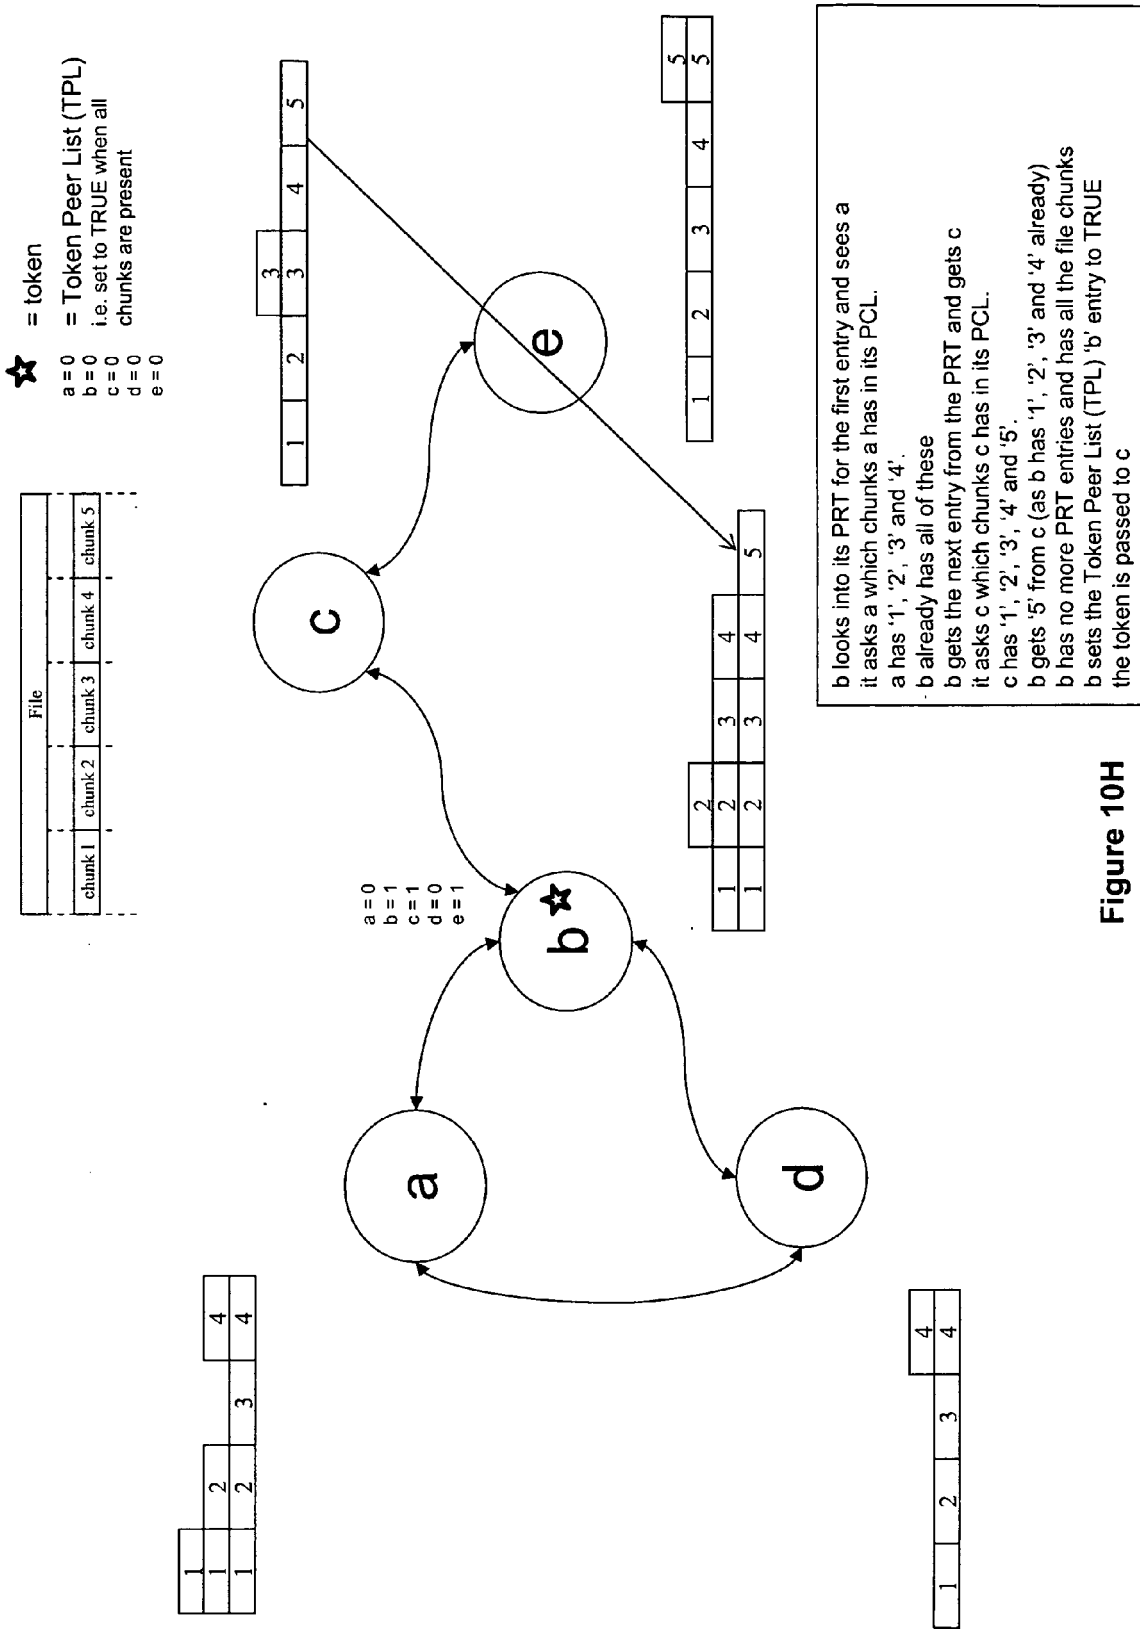 File
chunk 1 chunk 2 chunk 3 chunk 4 chunk 5
= token
a = 0 = Token Peer List (TPL)
b = 0 i.e. set to TRUE when all
c = 0 chunks are present
d = 0
e = 0
1
1 2 4
1 2 3 4
a
a = 0
b = 1
c = 1
d = 0
e = 1
b
c
3
1 2 3 4 5
e
d
4
1 2 3 4
2
1 2 3 4
1 2 3 4 5
5
1 2 3 4 5
b looks into its PRT for the first entry and sees a
it asks a which chunks a has in its PCL.
a has '1', '2', '3' and '4'.
b already has all of these
b gets the next entry from the PRT and gets c
it asks c which chunks c has in its PCL.
c has '1', '2', '3', '4' and '5'.
b gets '5' from c (as b has '1', '2', '3' and '4' already)
b has no more PRT entries and has all the file chunks
b sets the Token Peer List (TPL) 'b' entry to TRUE
the token is passed to c
Figure 10H